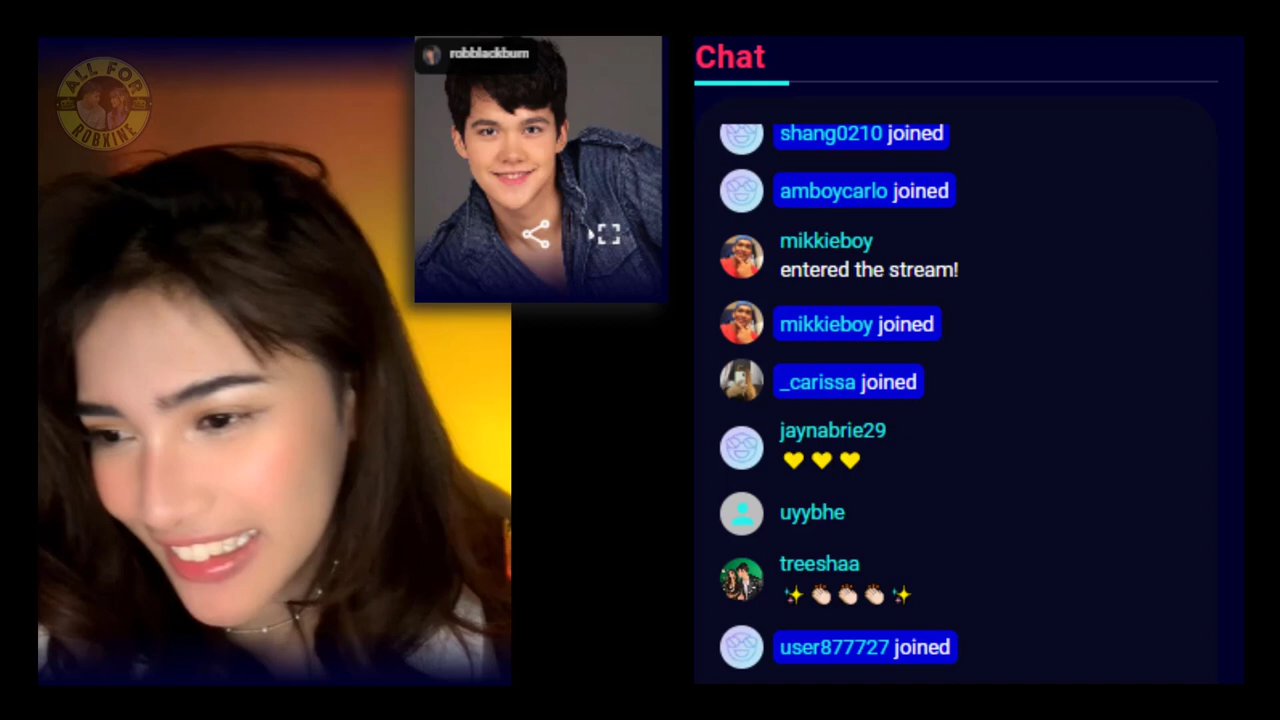 ALL FOR
ROBXINE
robblackburn
Chat
shang0210 joined
amboycarlo joined
mikkieboy
entered the stream!
mikkieboy joined
_carissa joined
jaynabrie29
💛 💛 💛
uyybhe
treeshaa
✨👏🏻👏🏻👏🏻✨
user877727 joined